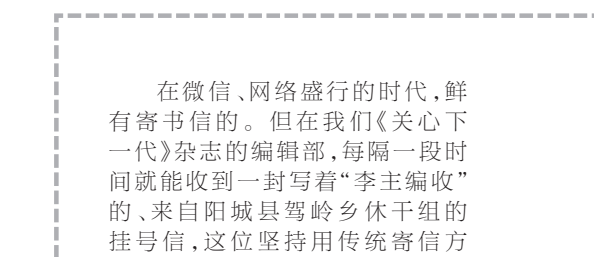 在微信、网络盛行的时代,鲜
有寄书信的。但在我们《关心下
一代》杂志的编辑部,每隔一段时
间就能收到一封写着“李主编收”
的、来自阳城县驾岭乡休干组的
挂号信,这位坚持用传统寄信方